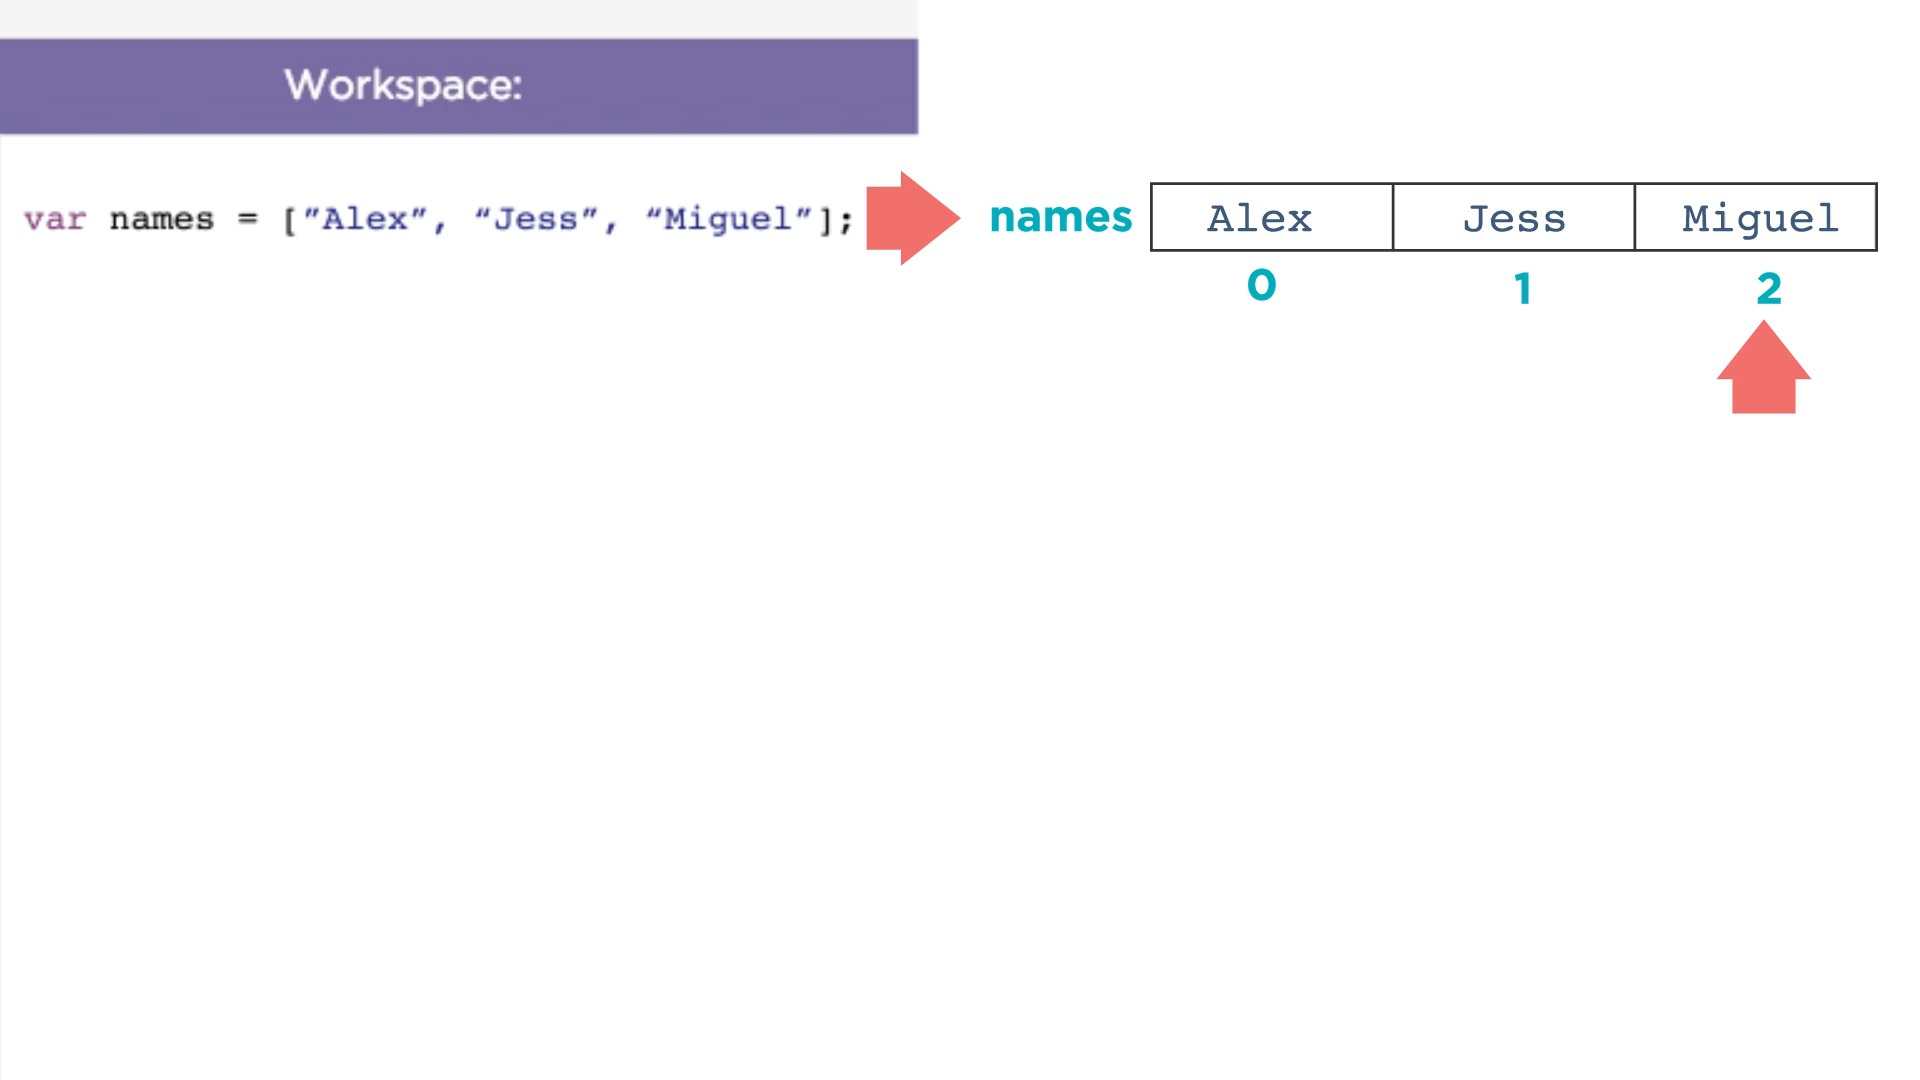 Workspace:
var names = [”Alex”, “Jess”, “Miguel”];
names Alex Jess Miguel
0 1 2